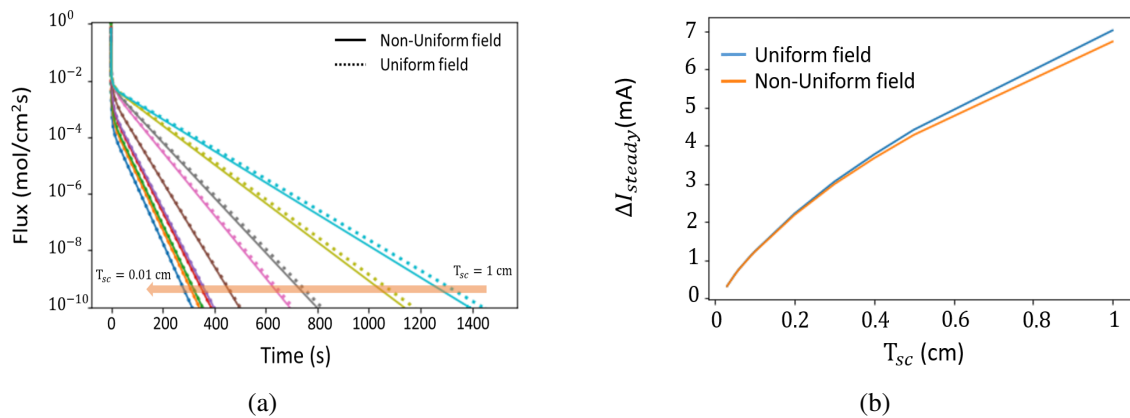 10⁰
10⁻²
10⁻⁴
10⁻⁶
10⁻⁸
10⁻¹⁰
Flux (mol/cm²s)
Non-Uniform field
Uniform field
T_sc = 0.01 cm
T_sc = 1 cm
0 200 400 600 800 1000 1200 1400
Time (s)
(a)
7
6
5
4
3
2
1
0
ΔI_steady(mA)
Uniform field
Non-Uniform field
0 0.2 0.4 0.6 0.8 1
T_sc (cm)
(b)